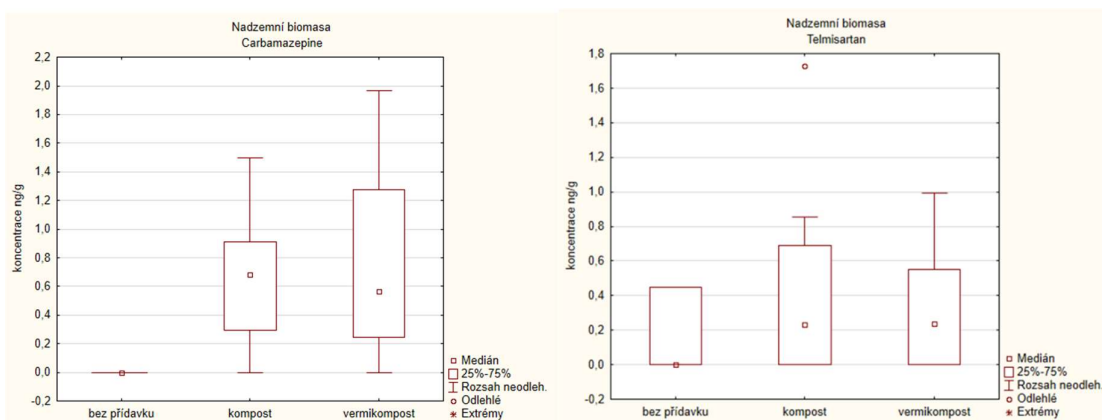 Nadzemní biomasa
Carbamazepine
koncentrace ng/g
2,2
2,0
1,8
1,6
1,4
1,2
1,0
0,8
0,6
0,4
0,2
0,0
-0,2
bez přídavku
kompost
vermikompost
Medián
25%-75%
Rozsah neodleh.
Odlehlé
Extrémy
Nadzemní biomasa
Telmisartan
koncentrace ng/g
1,8
1,6
1,4
1,2
1,0
0,8
0,6
0,4
0,2
0,0
-0,2
bez přídavku
kompost
vermikompost
Medián
25%-75%
Rozsah neodleh.
Odlehlé
Extrémy